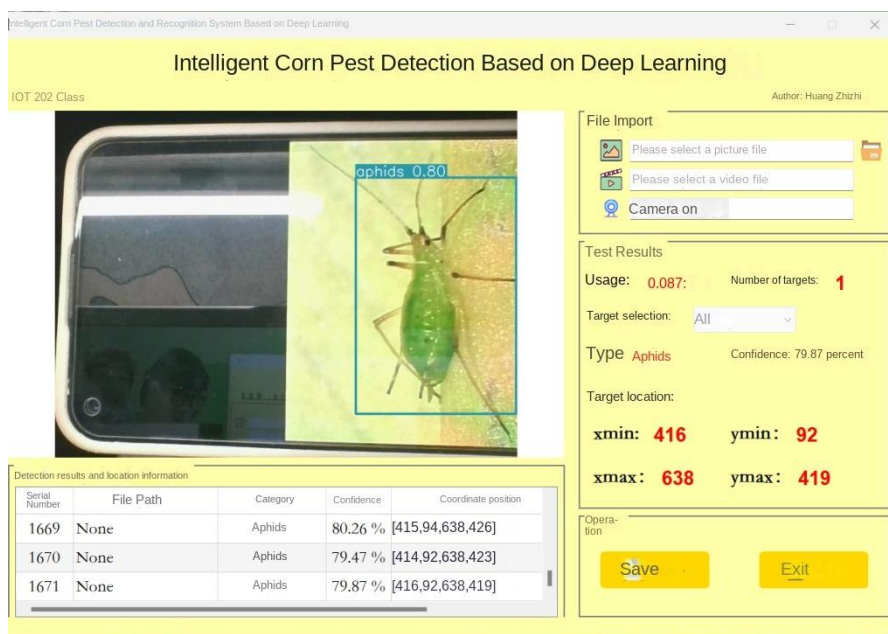 Intelligent Corn Pest Detection and Recognition System Based on Deep Learning
Intelligent Corn Pest Detection Based on Deep Learning
IOT 202 Class
Author: Huang Zhizhi
aphids 0.80
File Import
Please select a picture file
Please select a video file
Camera on
Test Results
Usage: 0.087:
Number of targets: 1
Target selection: All
Type Aphids
Confidence: 79.87 percent
Target location:
xmin: 416 ymin: 92
xmax: 638 ymax: 419
Detection results and location information
Serial Number File Path Category Confidence Coordinate position
1669 None Aphids 80.26 % [415,94,638,426]
1670 None Aphids 79.47 % [414,92,638,423]
1671 None Aphids 79.87 % [416,92,638,419]
Opera-
tion
Save Exit